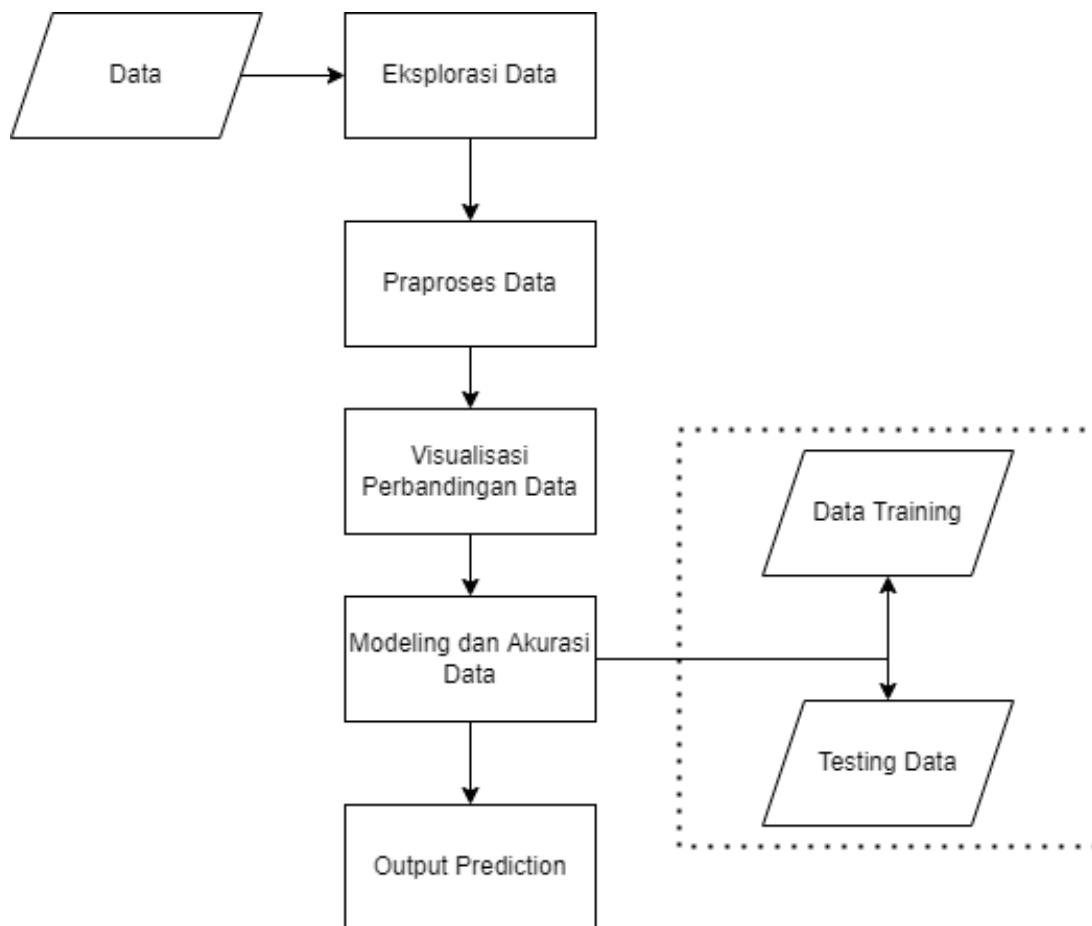 Data
Eksplorasi Data
Praproses Data
Visualisasi
Perbandingan Data
Modeling dan Akurasi
Data
Data Training
Testing Data
Output Prediction